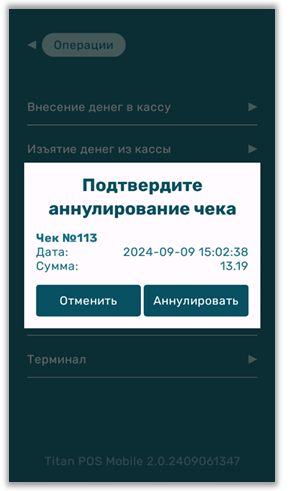 Операции
Внесение денег в кассу
Изъятие денег из кассы
Подтвердите
аннулирование чека
Чек №113
Дата: 2024-09-09 15:02:38
Сумма: 13.19
Отменить Аннулировать
Терминал
Titan POS Mobile 2.0.2409061347